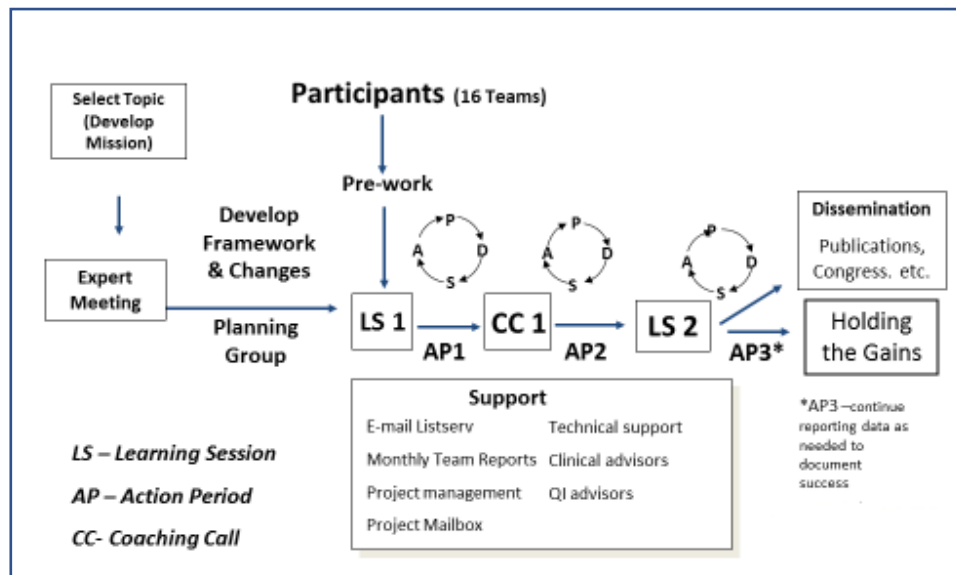 Select Topic
(Develop
Mission)
Participants (16 Teams)
Pre-work
Develop
Framework
& Changes
Expert
Meeting
Planning
Group
P
A D
S
P
A D
S
P
A D
S
LS 1
AP1
CC 1
AP2
LS 2
AP3*
Dissemination
Publications,
Congress. etc.
Holding
the Gains
*AP3 –continue
reporting data as
needed to
document
success
Support
E-mail Listserv Technical support
Monthly Team Reports Clinical advisors
Project management QI advisors
Project Mailbox
LS – Learning Session
AP – Action Period
CC- Coaching Call